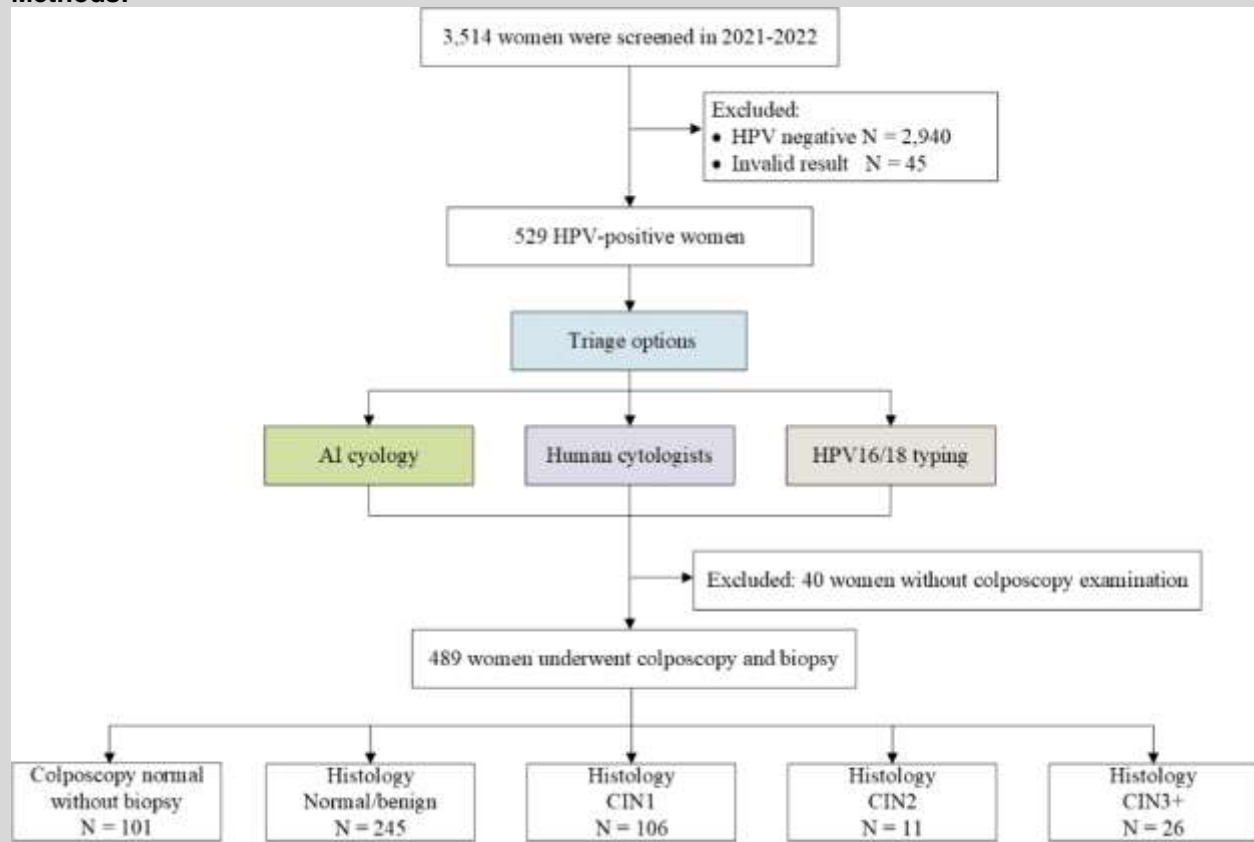 Methods:
3,514 women were screened in 2021-2022
Excluded:
• HPV negative N = 2,940
• Invalid result N = 45
529 HPV-positive women
Triage options
AI cyology
Human cytologists
HPV16/18 typing
Excluded: 40 women without colposcopy examination
489 women underwent colposcopy and biopsy
Colposcopy normal
without biopsy
N = 101
Histology
Normal/benign
N = 245
Histology
CIN1
N = 106
Histology
CIN2
N = 11
Histology
CIN3+
N = 26